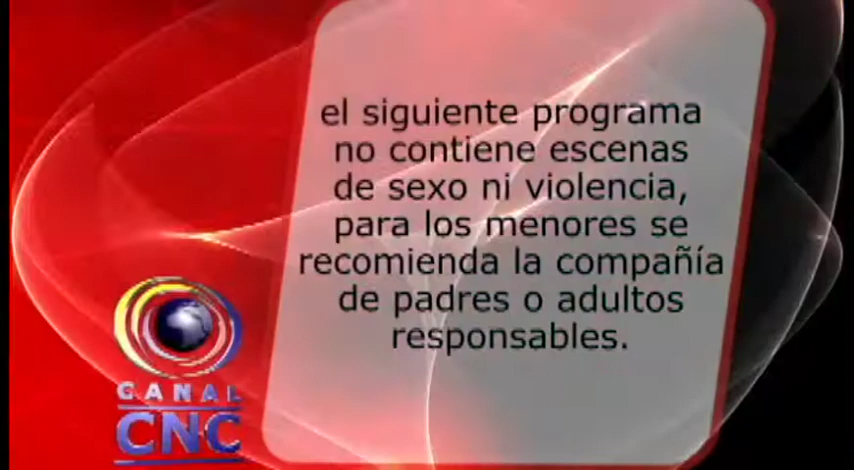 el siguiente programa
no contiene escenas
de sexo ni violencia,
para los menores se
recomienda la compañía
de padres o adultos
responsables.
CANAL
CNC